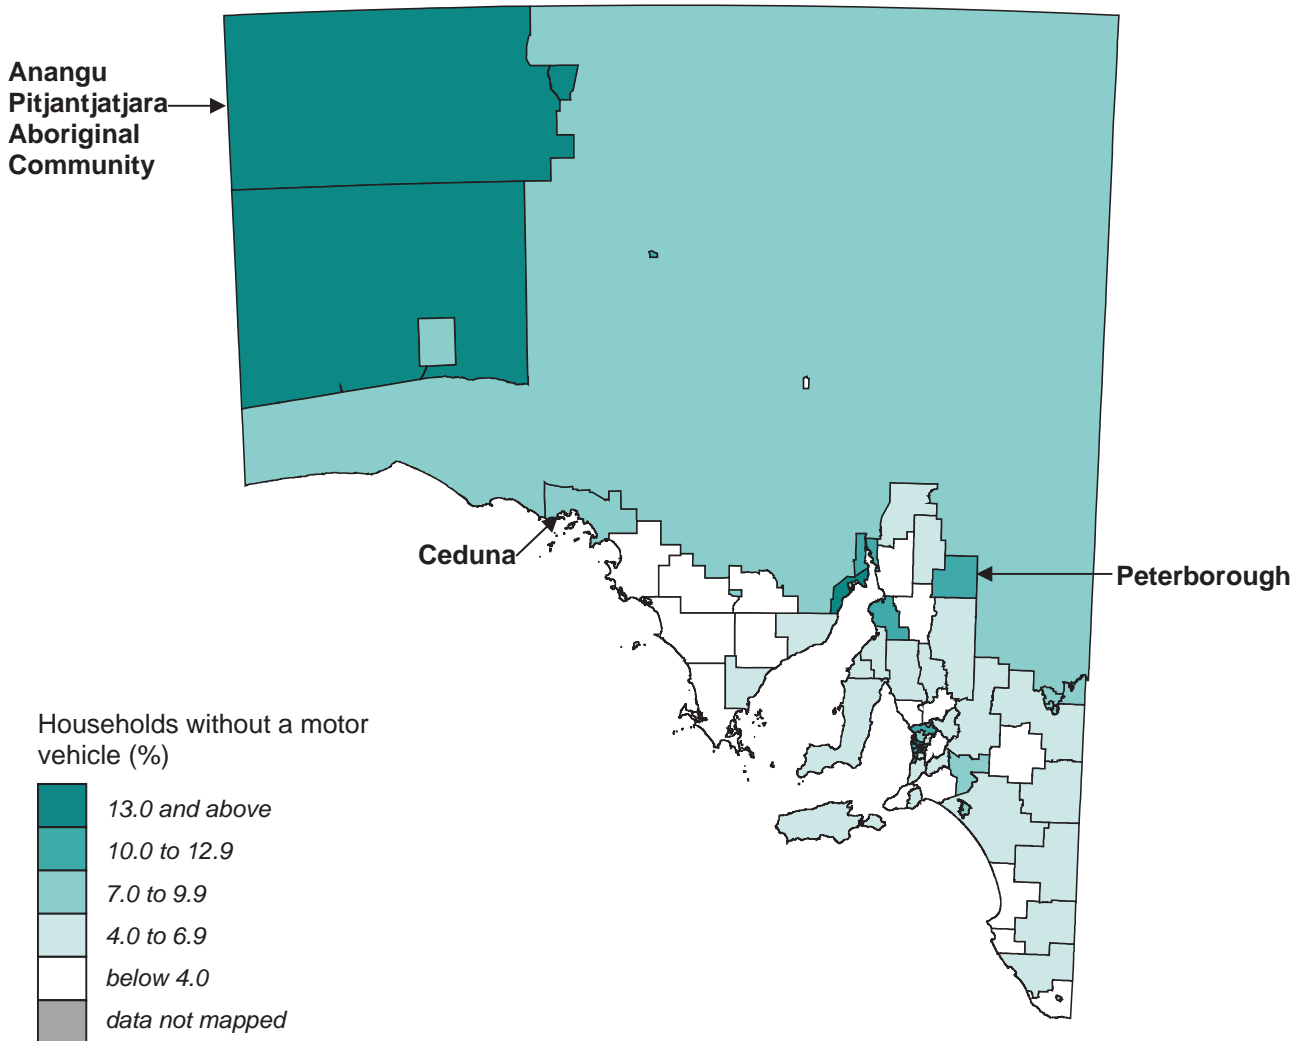 Anangu
Pitjantjatjara
Aboriginal
Community
Ceduna
Peterborough
Households without a motor
vehicle (%)
13.0 and above
10.0 to 12.9
7.0 to 9.9
4.0 to 6.9
below 4.0
data not mapped